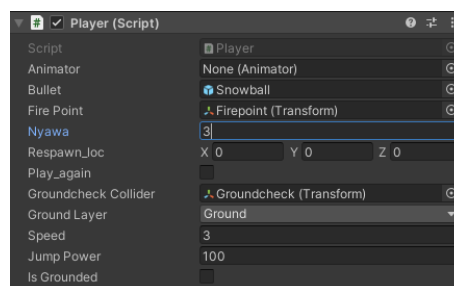 # Player (Script)
Script Player
Animator None (Animator)
Bullet Snowball
Fire Point Firepoint (Transform)
Nyawa 3
Respawn_loc X 0 Y 0 Z 0
Play_again
Groundcheck Collider Groundcheck (Transform)
Ground Layer Ground
Speed 3
Jump Power 100
Is Grounded